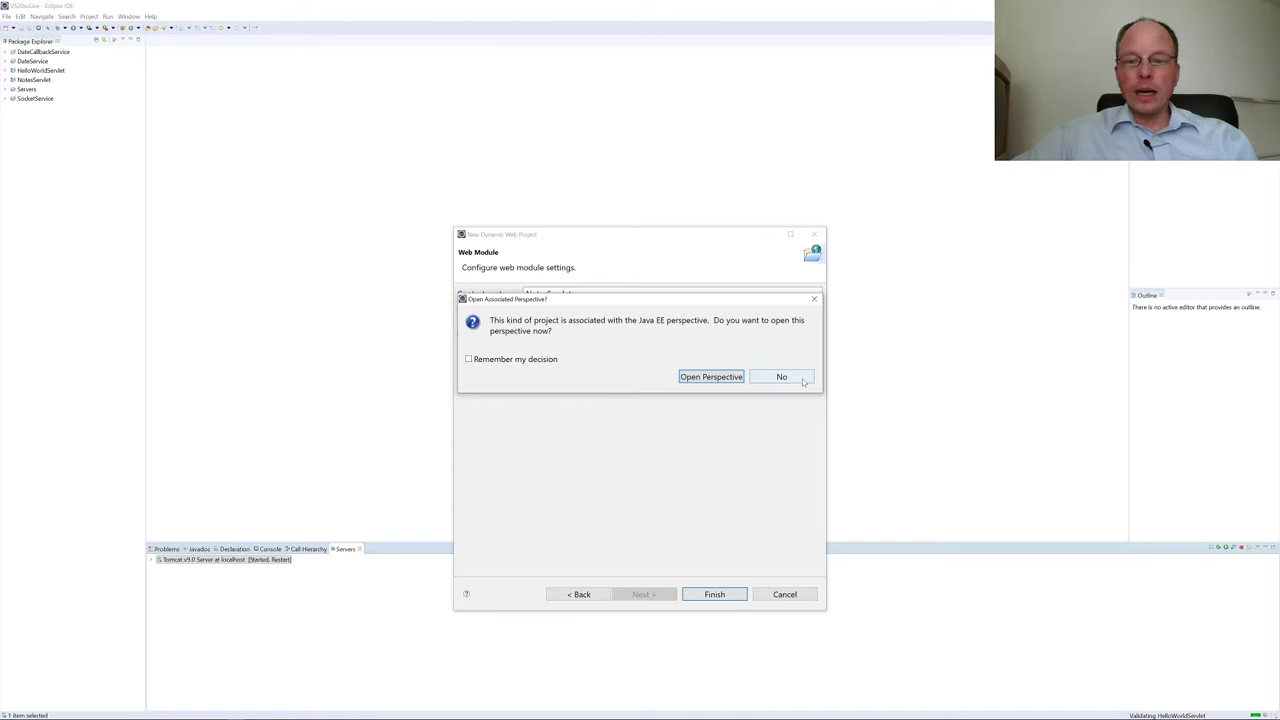 VS20ssLive - Eclipse IDE
File Edit Navigate Search Project Run Window Help
Package Explorer
DateCallbackService
DateService
HelloWorldServlet
NotesServlet
Servers
SocketService
New Dynamic Web Project
Web Module
Configure web module settings.
Open Associated Perspective?
This kind of project is associated with the Java EE perspective. Do you want to open this
perspective now?
Remember my decision
Open Perspective
No
Outline
There is no active editor that provides an outline.
Problems Javadoc Declaration Console Call Hierarchy Servers
Tomcat v9.0 Server at localhost [Started, Restart]
< Back
Next >
Finish
Cancel
1 item selected
Validating HelloWorldServlet